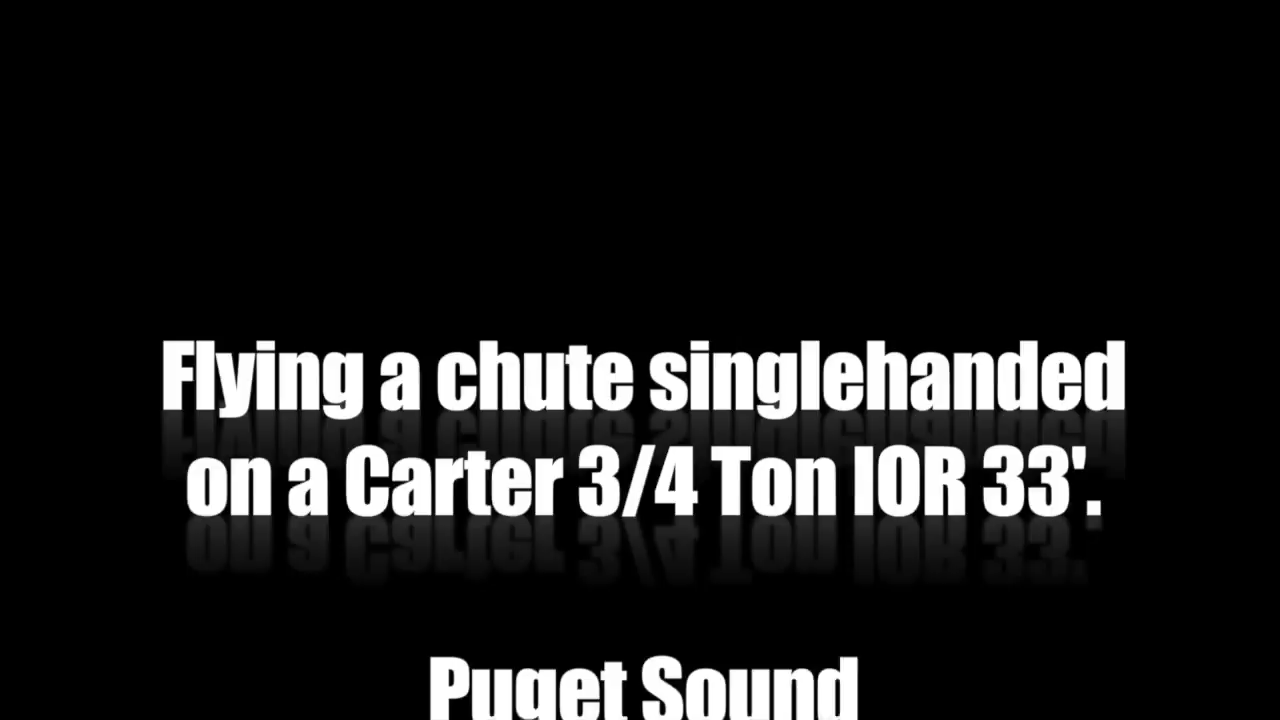 Flying a chute singlehanded
on a Carter 3/4 Ton IOR 33'.
Puget Sound